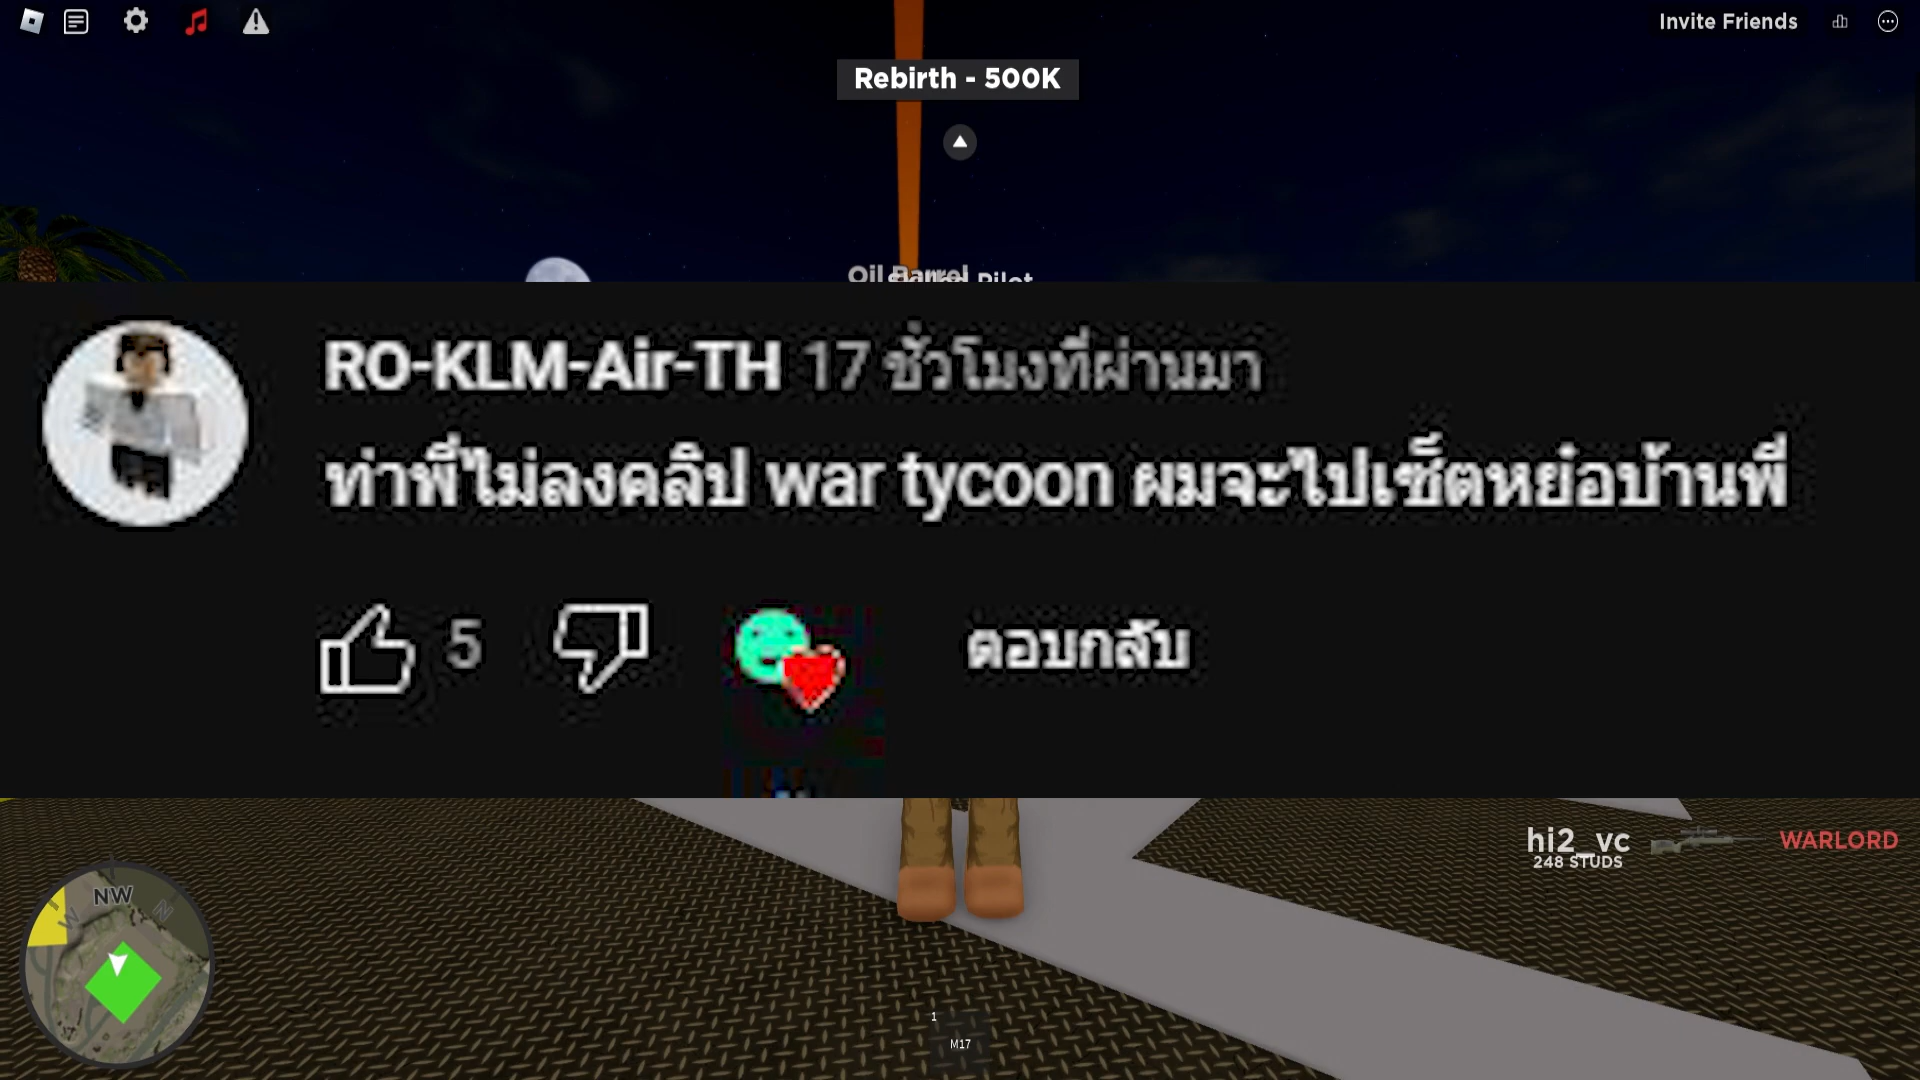 Invite Friends
Rebirth - 500K
Oil Barrel
Pilot
RO-KLM-Air-TH 17 ชั่วโมงที่ผ่านมา
ท่าพี่ไม่ลงคลิป war tycoon ผมจะไปเซ็ตหย๋อบ้านพี่
5
ตอบกลับ
hi2_vc WARLORD
248 STUDS
NW
W
N
1
M17